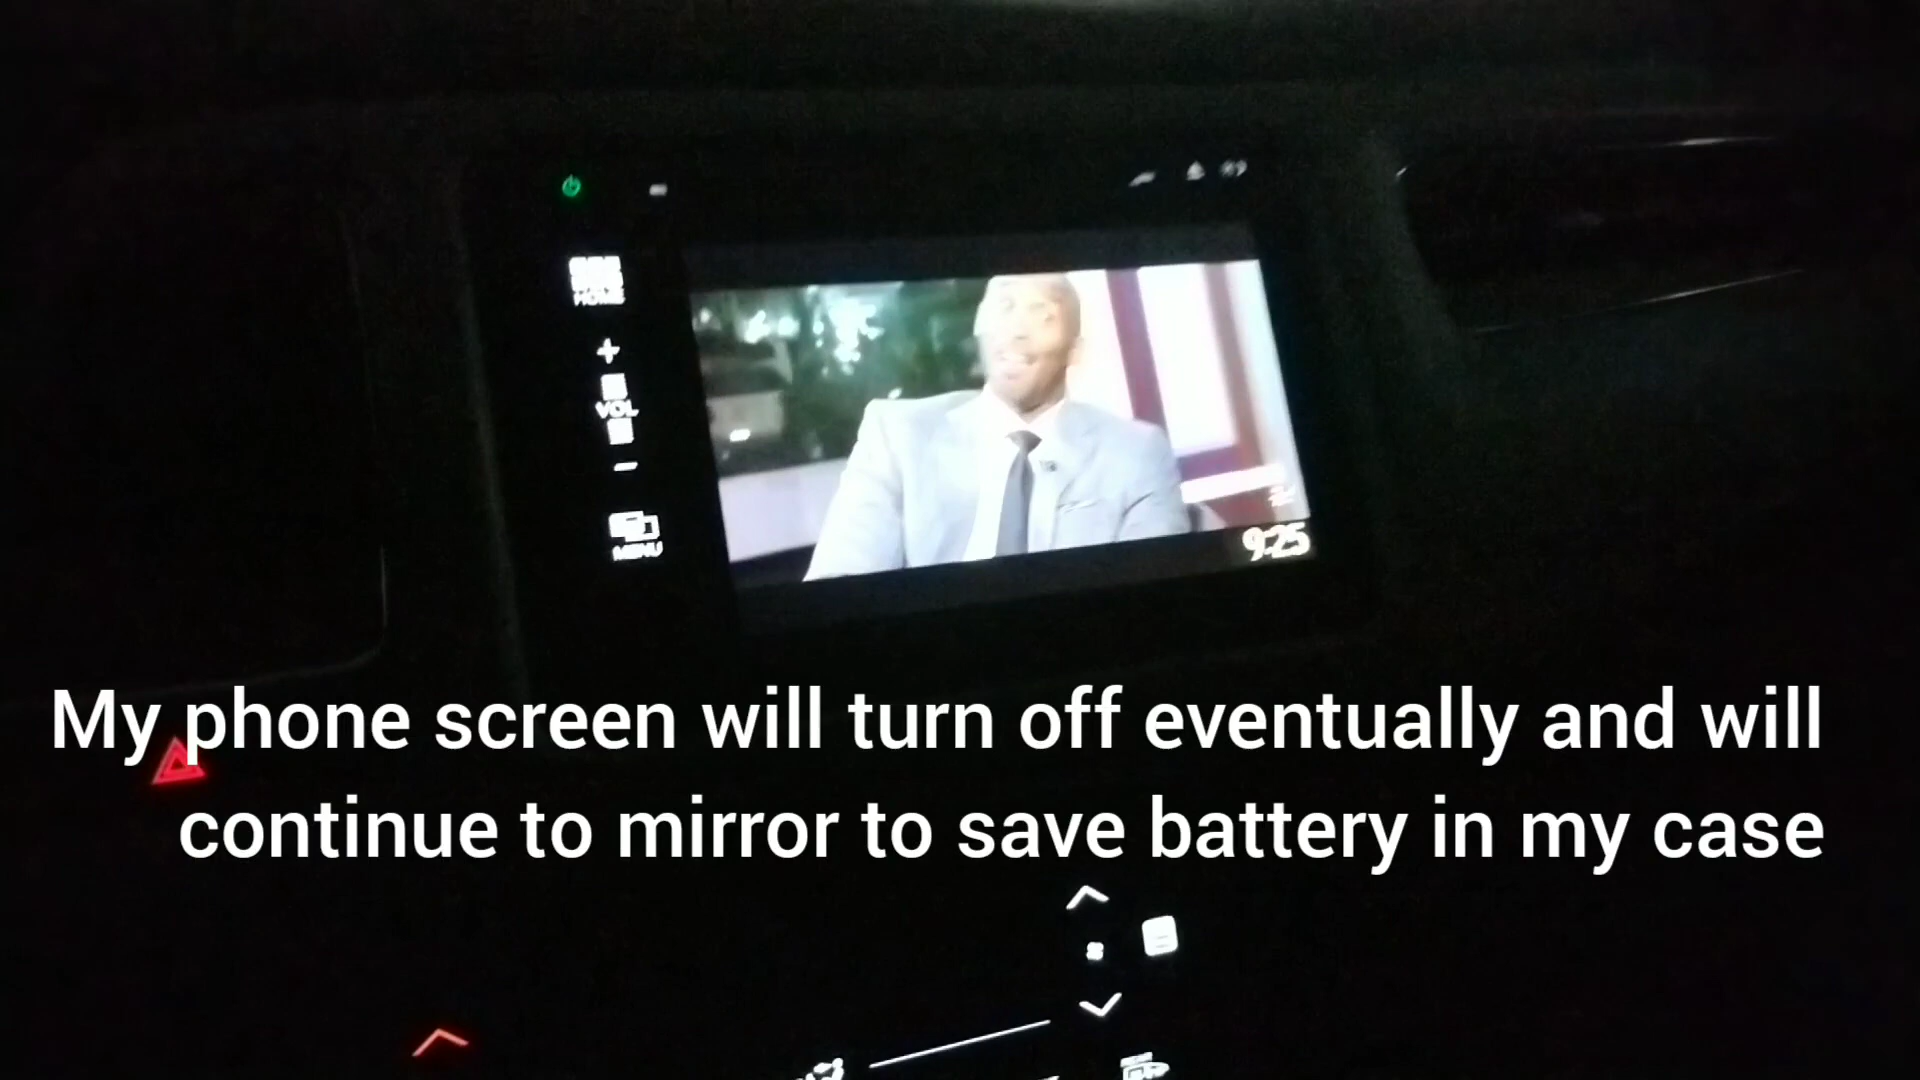 HOME
VOL
MENU
9:25
My phone screen will turn off eventually and will
continue to mirror to save battery in my case